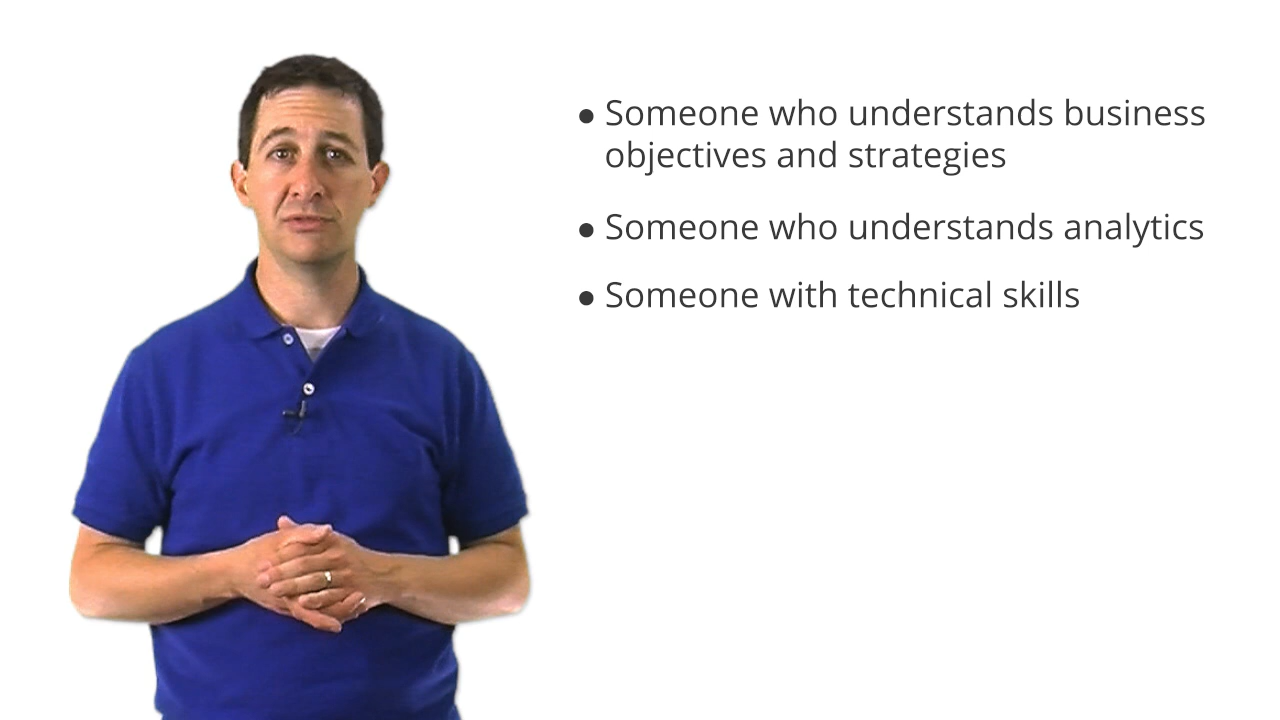 • Someone who understands business
objectives and strategies
• Someone who understands analytics
• Someone with technical skills